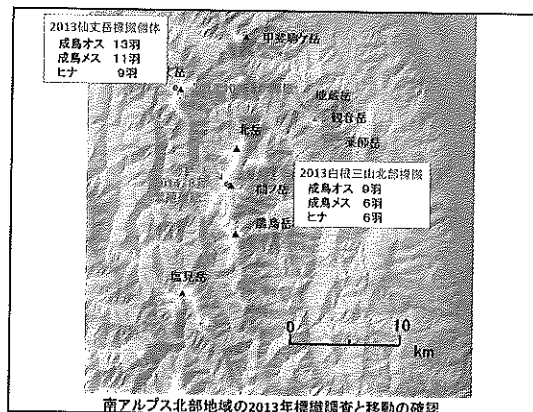 2013仙丈岳標識個体
成鳥オス 13羽
成鳥メス 11羽
ヒナ 9羽
甲斐駒ケ岳
丈岳
地蔵岳
観音岳
薬師岳
北岳
2013白根三山北部標識
成鳥オス 9羽
成鳥メス 6羽
ヒナ 6羽
間ノ岳
農鳥岳
塩見岳
0 10
km
南アルプス北部地域の2013年標識調査と移動の確認